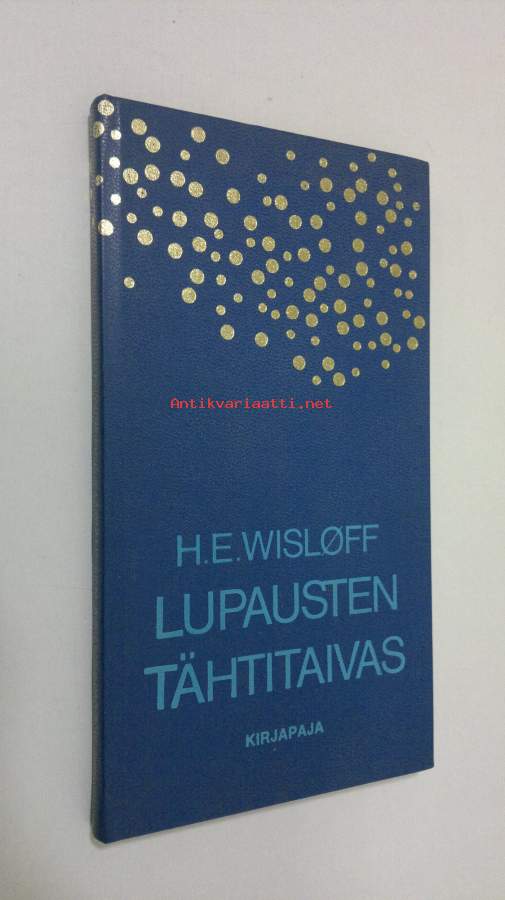 Antikvariaatti.net
H.E. WISLØFF
LUPAUSTEN
TÄHTITAIVAS
KIRJAPAJA